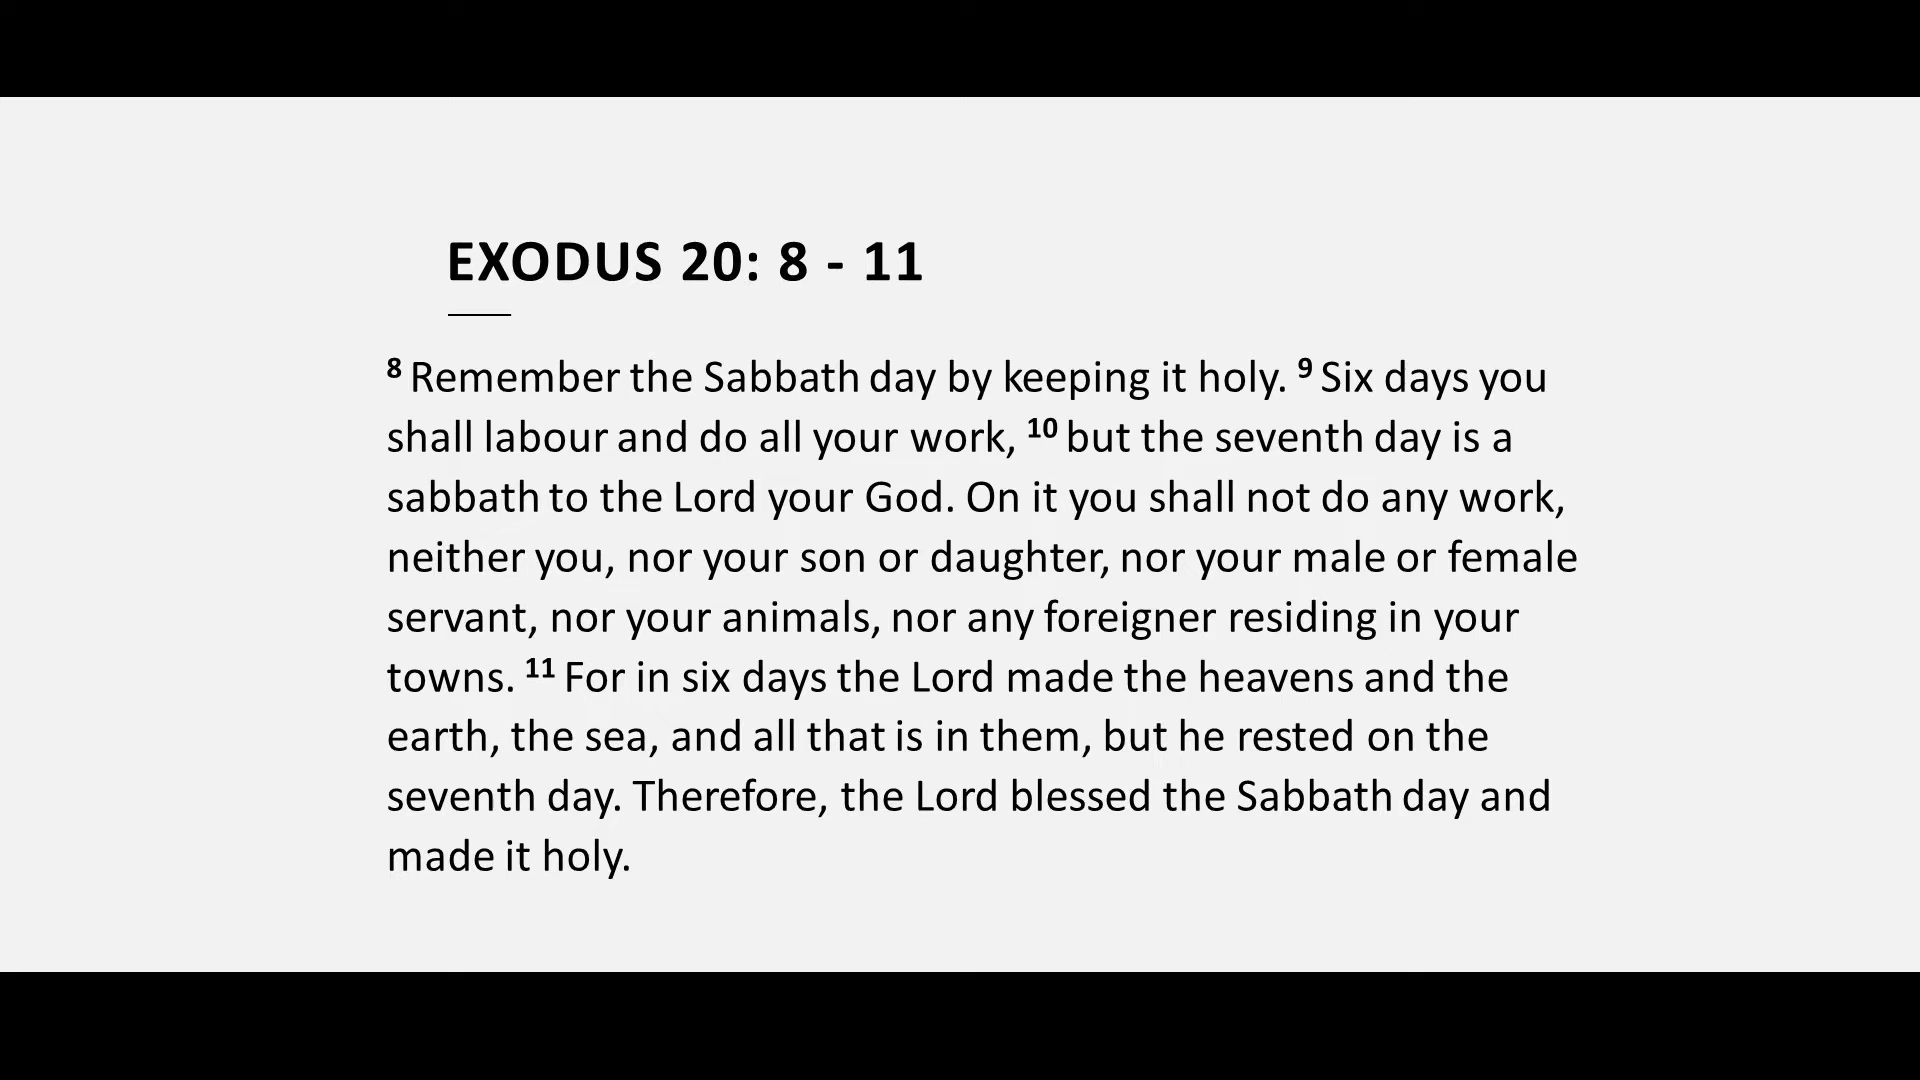 EXODUS 20: 8 - 11
8 Remember the Sabbath day by keeping it holy. 9 Six days you
shall labour and do all your work, 10 but the seventh day is a
sabbath to the Lord your God. On it you shall not do any work,
neither you, nor your son or daughter, nor your male or female
servant, nor your animals, nor any foreigner residing in your
towns. 11 For in six days the Lord made the heavens and the
earth, the sea, and all that is in them, but he rested on the
seventh day. Therefore, the Lord blessed the Sabbath day and
made it holy.